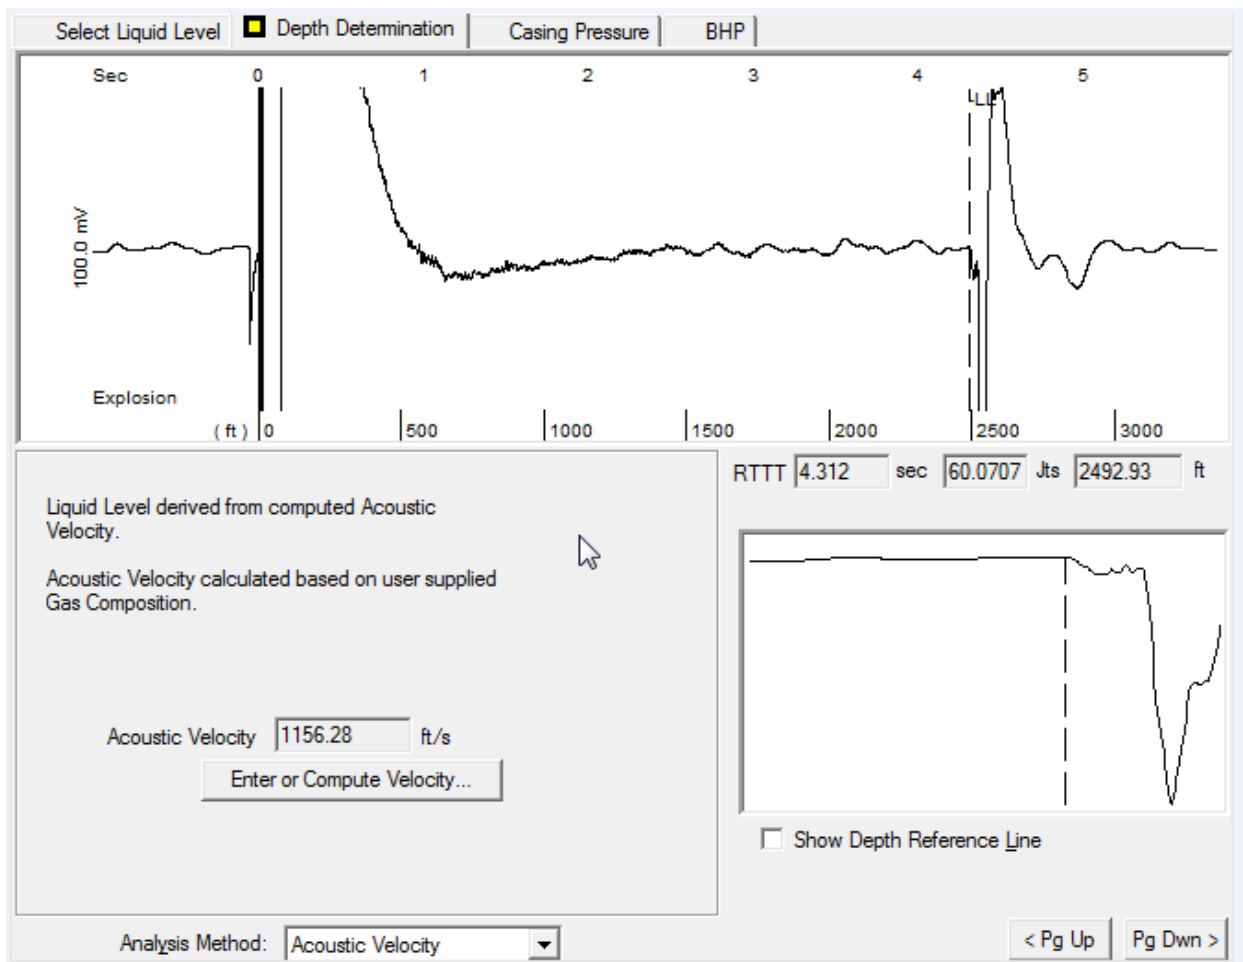 Select Liquid Level Depth Determination Casing Pressure BHP
Sec 0 1 2 3 4 5
LL
100.0 mV
Explosion
( ft ) 0 500 1000 1500 2000 2500 3000
RTTT 4.312 sec 60.0707 Jts 2492.93 ft
Liquid Level derived from computed Acoustic
Velocity.
Acoustic Velocity calculated based on user supplied
Gas Composition.
Acoustic Velocity 1156.28 ft/s
Enter or Compute Velocity...
Show Depth Reference Line
Analysis Method: Acoustic Velocity
< Pg Up Pg Dwn >